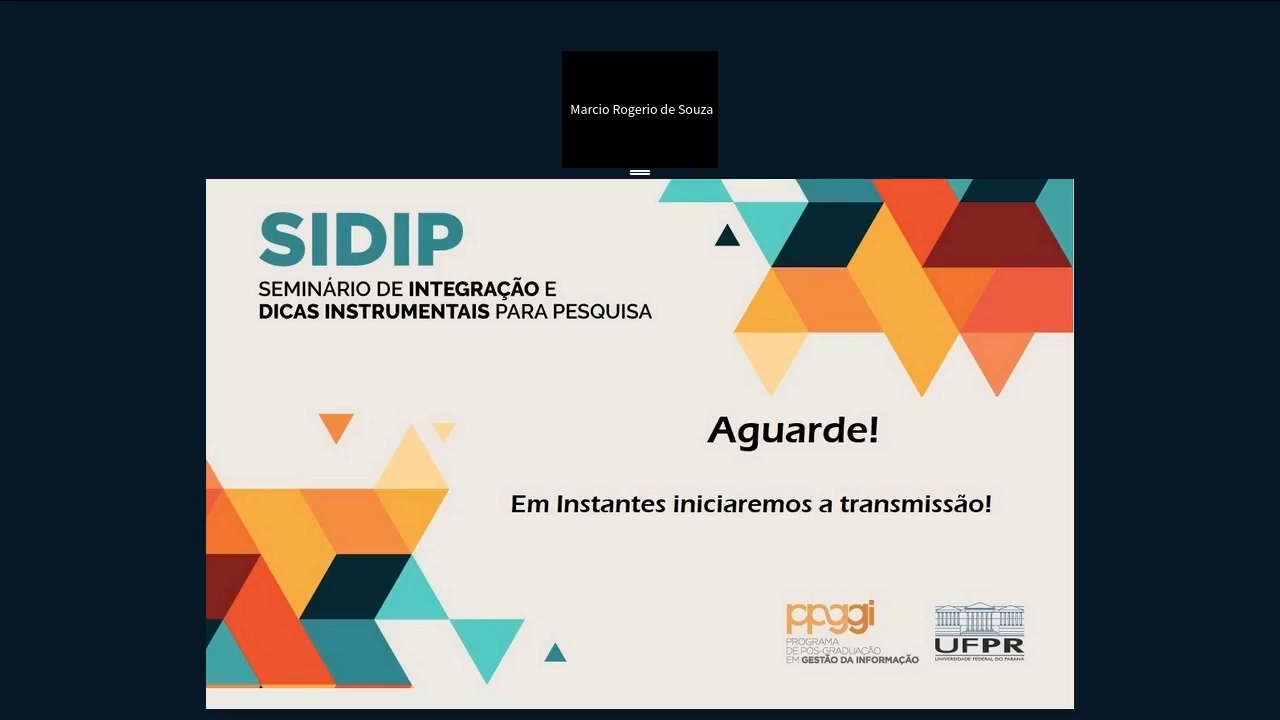 Marcio Rogerio de Souza
SIDIP
SEMINÁRIO DE INTEGRAÇÃO E
DICAS INSTRUMENTAIS PARA PESQUISA
Aguarde!
Em Instantes iniciaremos a transmissão!
ppggi
PROGRAMA
DE PÓS-GRADUAÇÃO
EM GESTÃO DA INFORMAÇÃO
UFPR
UNIVERSIDADE FEDERAL DO PARANÁ